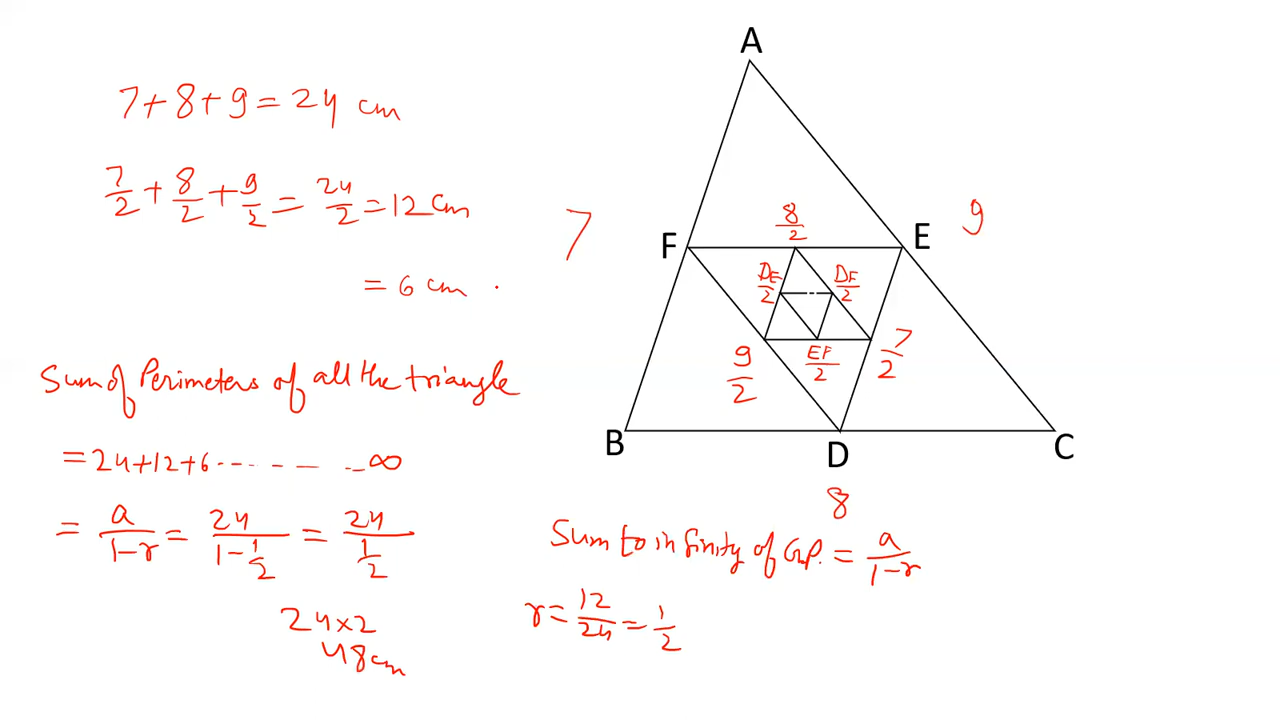 7+8+9=24 cm
7/2 + 8/2 + 9/2 = 24/2 = 12 cm
= 6 cm .
Sum of Perimeters of all the triangle
= 24+12+6 ------- --∞
= a/1-r = 24/1-1/2 = 24/1/2
24×2
48cm
A
7
9
F
8/2
E
DE/2
DF/2
9/2
EF/2
7/2
B
D
C
8
Sum to infinity of G.P. = a/1-r
r = 12/24 = 1/2